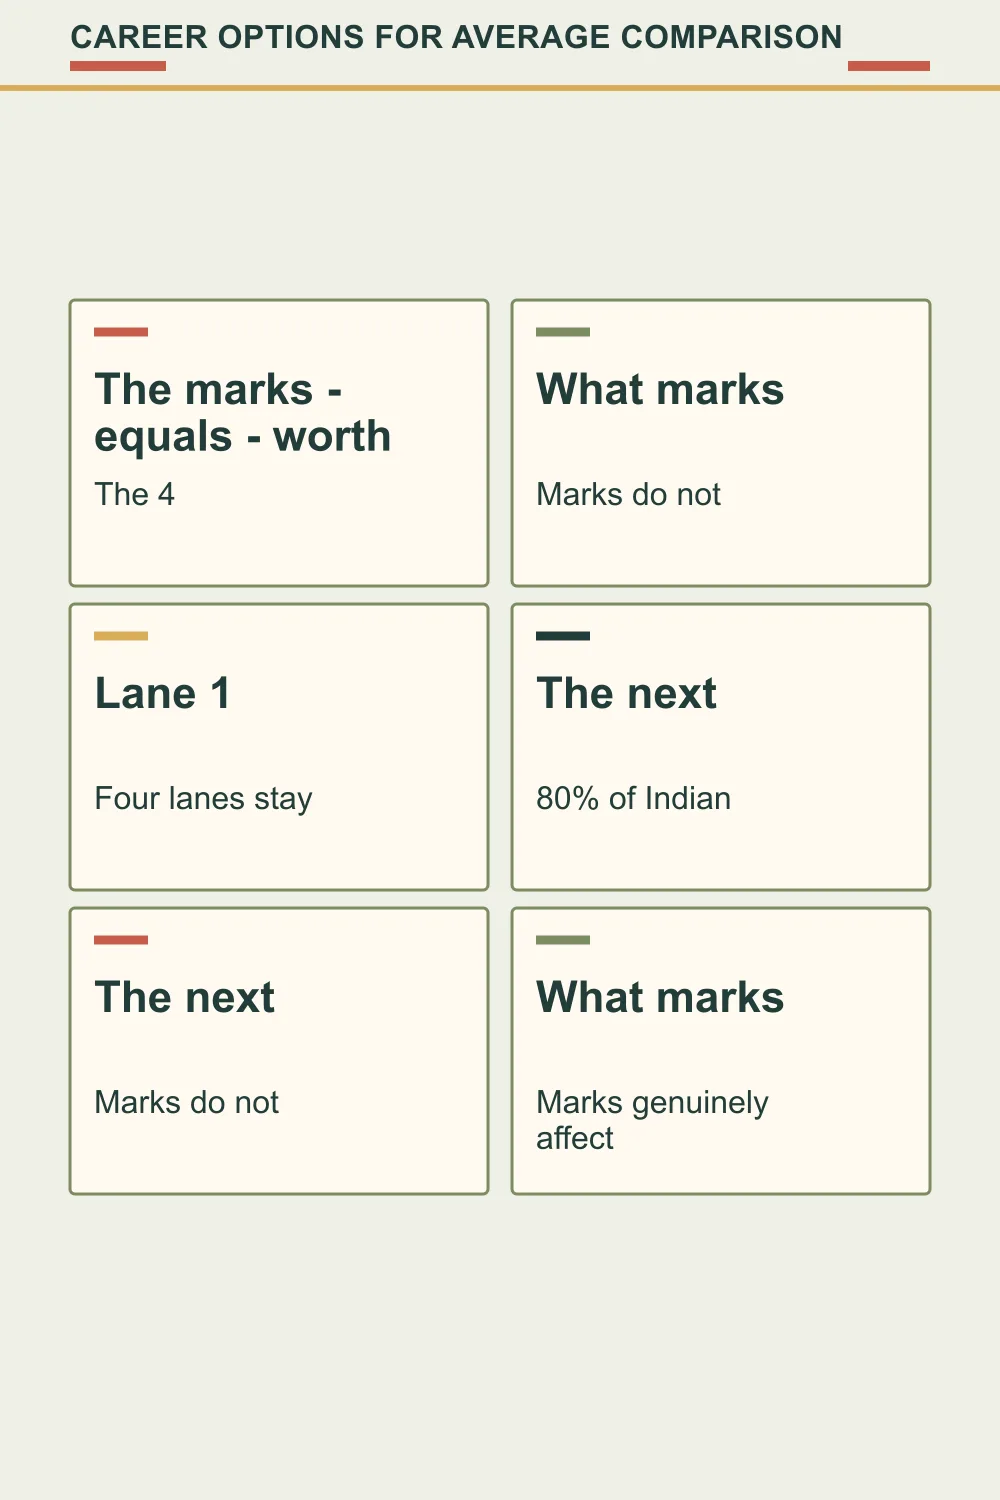 CAREER OPTIONS FOR AVERAGE COMPARISON
The marks -
equals - worth
The 4
What marks
Marks do not
Lane 1
Four lanes stay
The next
80% of Indian
The next
Marks do not
What marks
Marks genuinely
affect